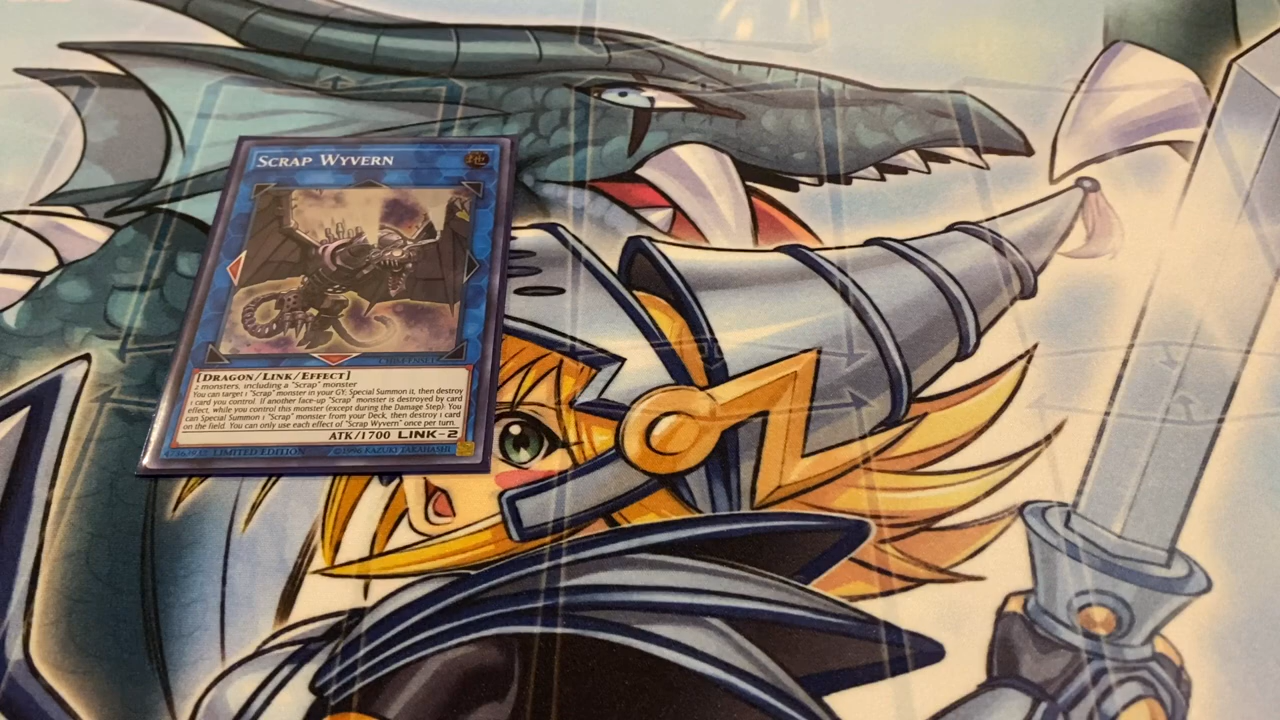 SCRAP WYVERN
地
CYHO-EN051
[DRAGON/LINK/EFFECT]
2 monsters, including a "Scrap" monster
You can target 1 "Scrap" monster in your GY; Special Summon it, then destroy
1 card you control. If another face-up "Scrap" monster is destroyed by card
effect, while you control this monster (except during the Damage Step): You
can Special Summon 1 "Scrap" monster from your Deck, then destroy 1 card
on the field. You can only use each effect of "Scrap Wyvern" once per turn.
ATK/1700 LINK-2
LIMITED EDITION
©1996 KAZUKI TAKAHASHI